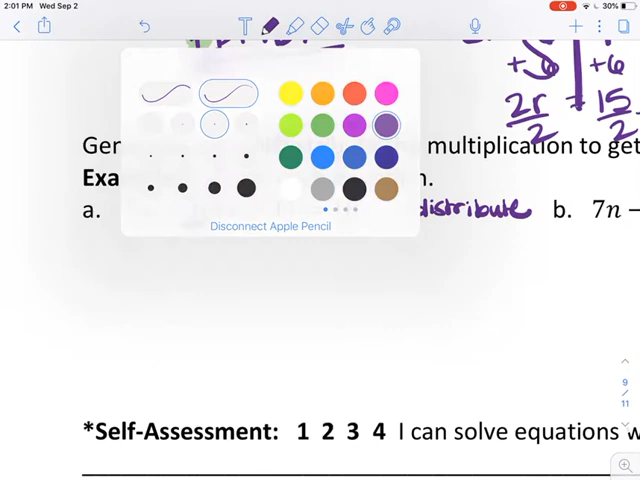 2:01 PM Wed Sep 2 30%
+6 +6
2r = 15
2 2
Gen multiplication to get
Exa n.
a. distribute b. 7n –
Disconnect Apple Pencil
9
/
11
*Self-Assessment: 1 2 3 4 I can solve equations w